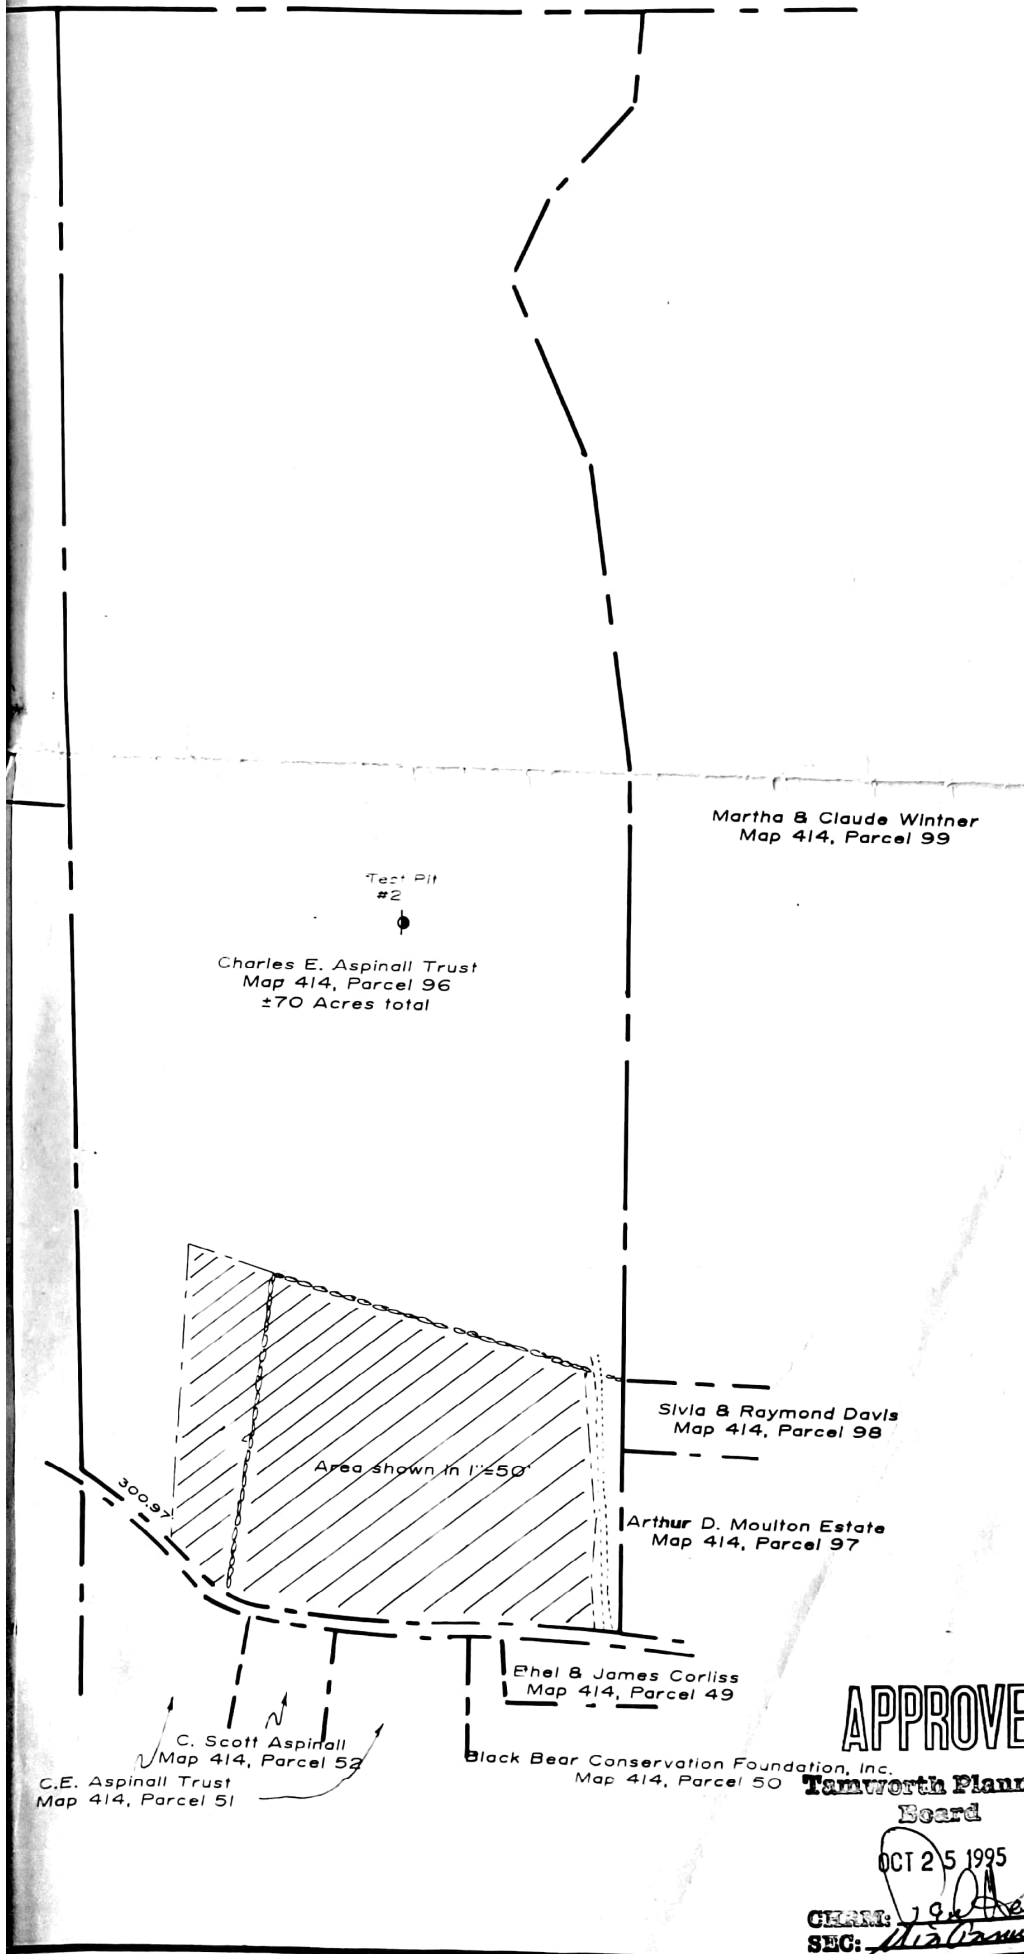 Martha & Claude Wintner
Map 414, Parcel 99
Test Pit
#2
Charles E. Aspinall Trust
Map 414, Parcel 96
±70 Acres total
Sivia & Raymond Davis
Map 414, Parcel 98
Area shown in 1"=50'
300.97
Arthur D. Moulton Estate
Map 414, Parcel 97
Ethel & James Corliss
Map 414, Parcel 49
C. Scott Aspinall
Map 414, Parcel 52
Black Bear Conservation Foundation, Inc.
Map 414, Parcel 50
C.E. Aspinall Trust
Map 414, Parcel 51
APPROVE
Tamworth Plann
Board
OCT 25 1995
CHRM:
SEC: